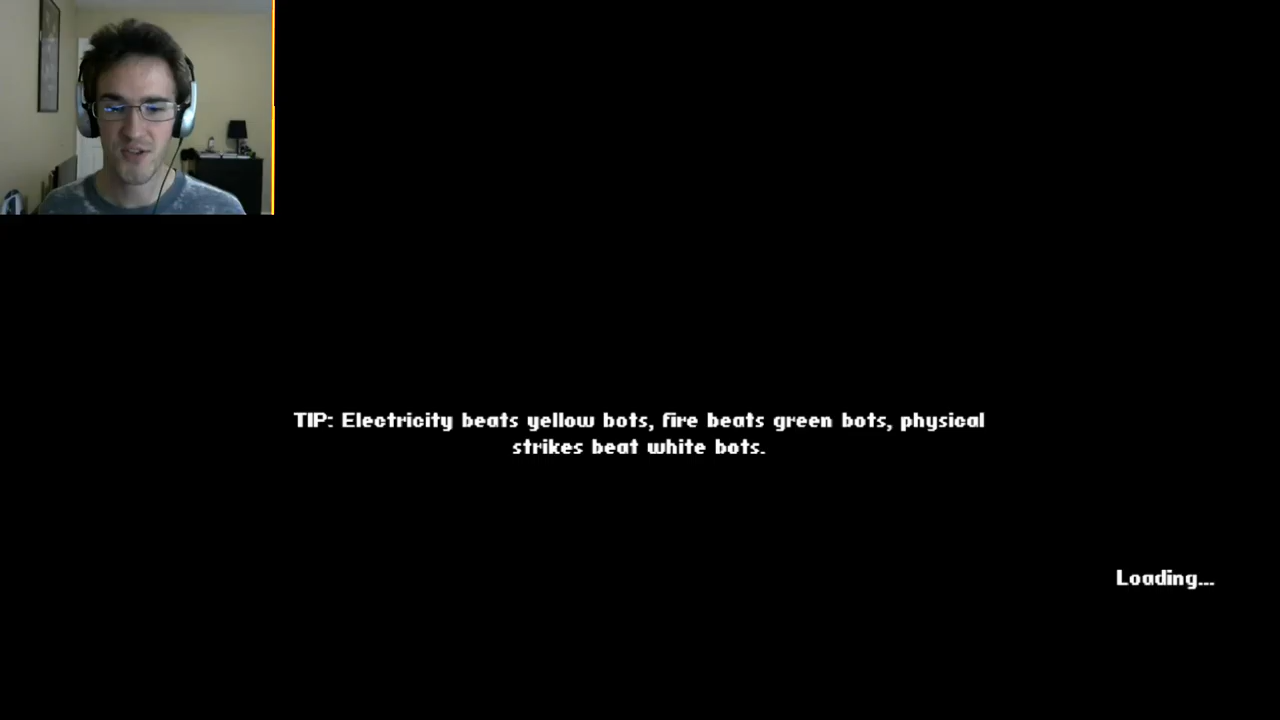 TIP: Electricity beats yellow bots, fire beats green bots, physical
strikes beat white bots.
Loading...